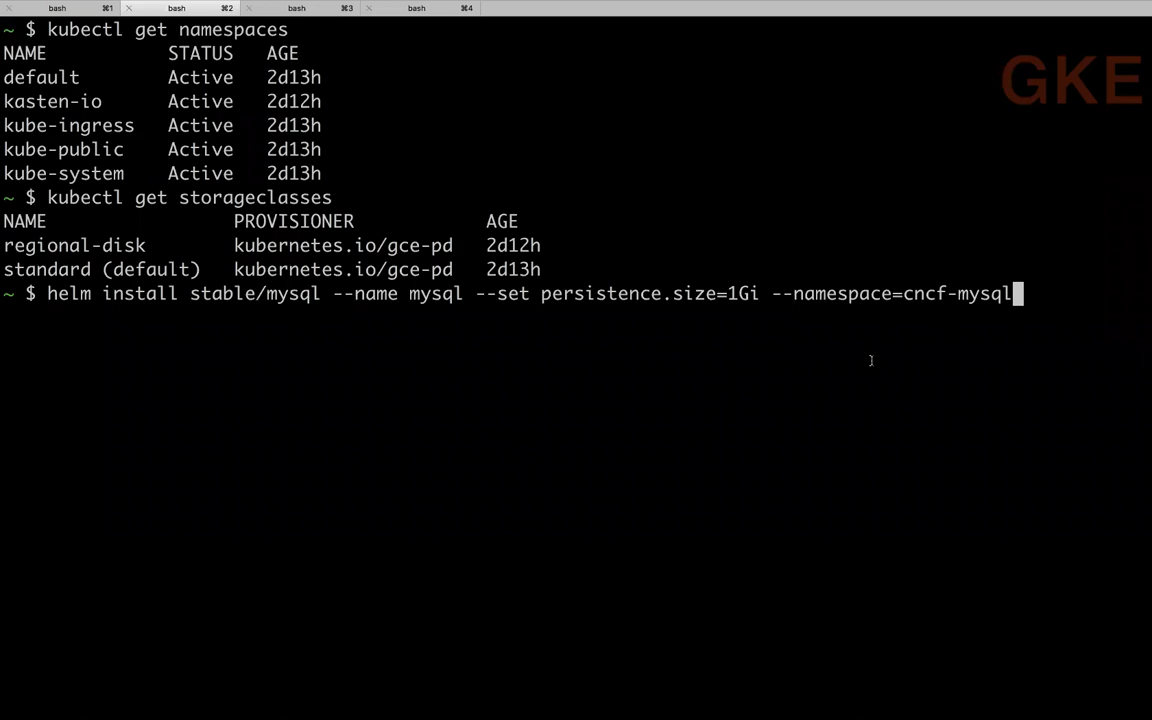 bash ⌘1 bash ⌘2 bash ⌘3 bash ⌘4
~ $ kubectl get namespaces
NAME STATUS AGE
default Active 2d13h
kasten-io Active 2d12h
kube-ingress Active 2d13h
kube-public Active 2d13h
kube-system Active 2d13h
~ $ kubectl get storageclasses
NAME PROVISIONER AGE
regional-disk kubernetes.io/gce-pd 2d12h
standard (default) kubernetes.io/gce-pd 2d13h
~ $ helm install stable/mysql --name mysql --set persistence.size=1Gi --namespace=cncf-mysql
GKE